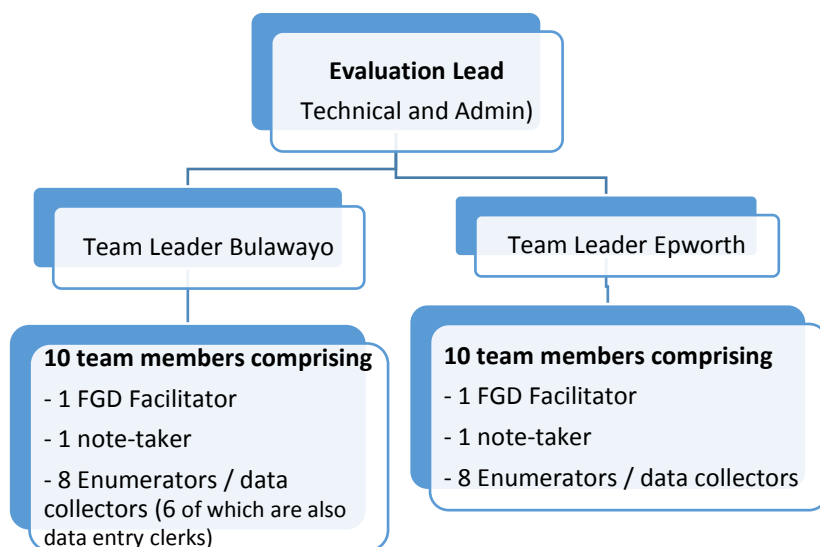 Evaluation Lead
Technical and Admin)
Team Leader Bulawayo
Team Leader Epworth
10 team members comprising
- 1 FGD Facilitator
- 1 note-taker
- 8 Enumerators / data
collectors (6 of which are also
data entry clerks)
10 team members comprising
- 1 FGD Facilitator
- 1 note-taker
- 8 Enumerators / data collectors